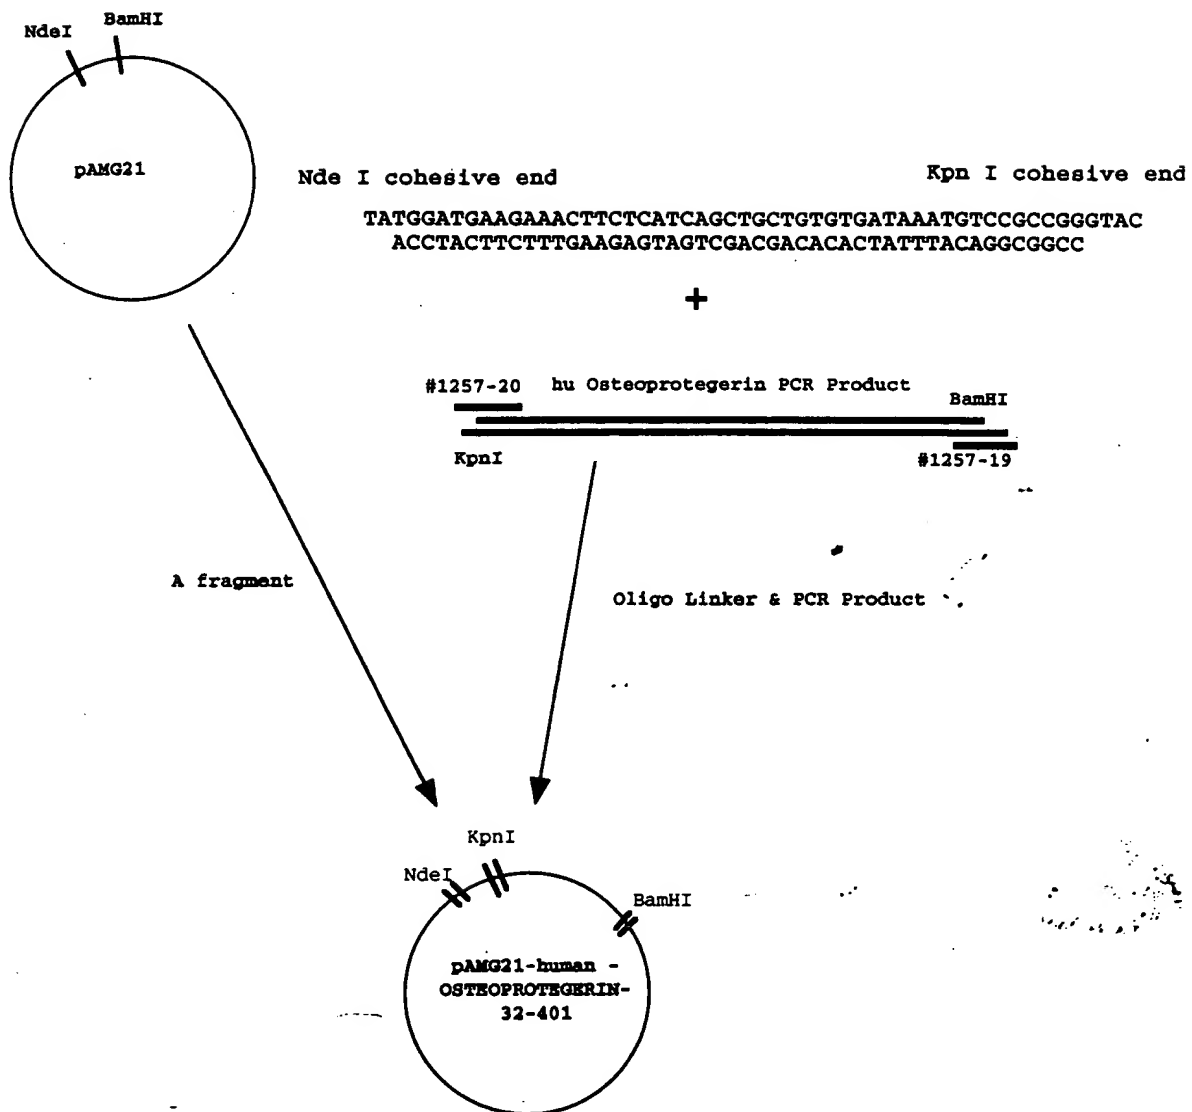 NdeI
BamHI
pAMG21
Nde I cohesive end
Kpn I cohesive end
TATGGATGAAGAAACTTCTCATCAGCTGCTGTGTGATAAATGTCCGCCGGGTAC
ACCTACTTCTTTGAAGAGTAGTCGACGACACACTATTTACAGGCGGCC
+
#1257-20
hu Osteoprotegerin PCR Product
BamHI
KpnI
#1257-19
A fragment
Oligo Linker & PCR Product
KpnI
NdeI
BamHI
pAMG21-human -
OSTEOPROTEGERIN-
32-401